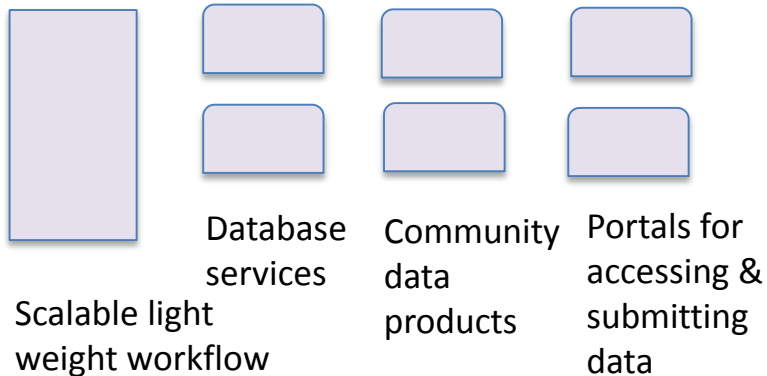 Database
services
Community
data
products
Portals for
accessing &
submitting
data
Scalable light
weight workflow